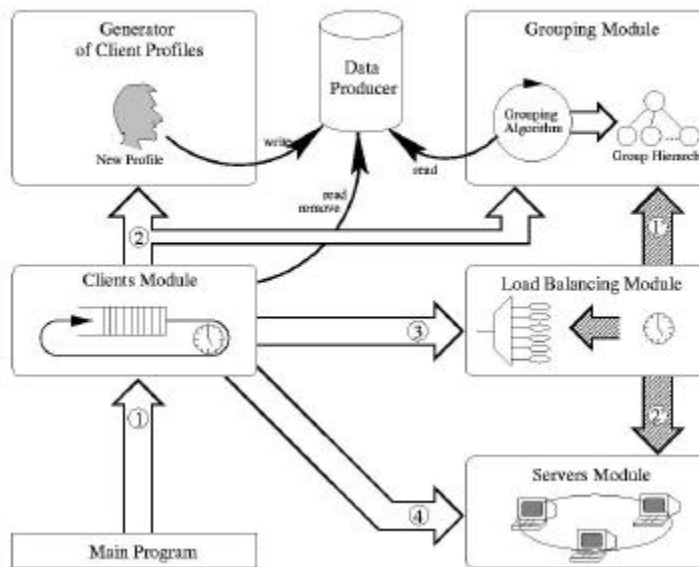 Generator
of Client Profiles
New Profile
Data
Producer
Grouping Module
Grouping
Algorithm
Group Hierarch
write
read
read
remove
②
1'
Clients Module
③
Load Balancing Module
①
2'
④
Servers Module
Main Program